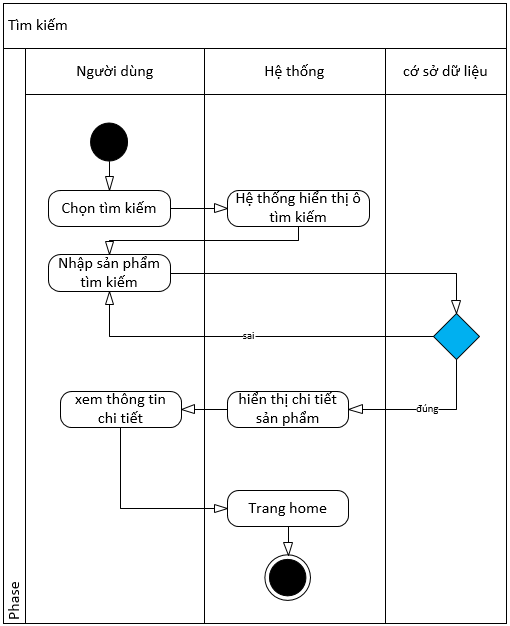 Tìm kiếm
Người dùng
Hệ thống
cớ sở dữ liệu
Chọn tìm kiếm
Hệ thống hiển thị ô
tìm kiếm
Nhập sản phẩm
tìm kiếm
sai
xem thông tin
chi tiết
hiển thị chi tiết
sản phẩm
đúng
Trang home
Phase